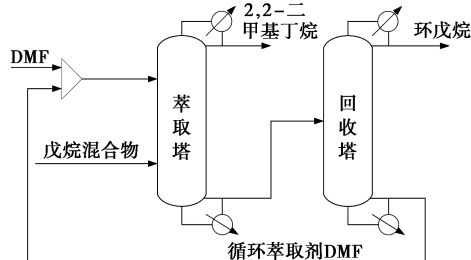 2,2-二
甲基丁烷
环戊烷
DMF
萃取塔
回收塔
戊烷混合物
循环萃取剂DMF